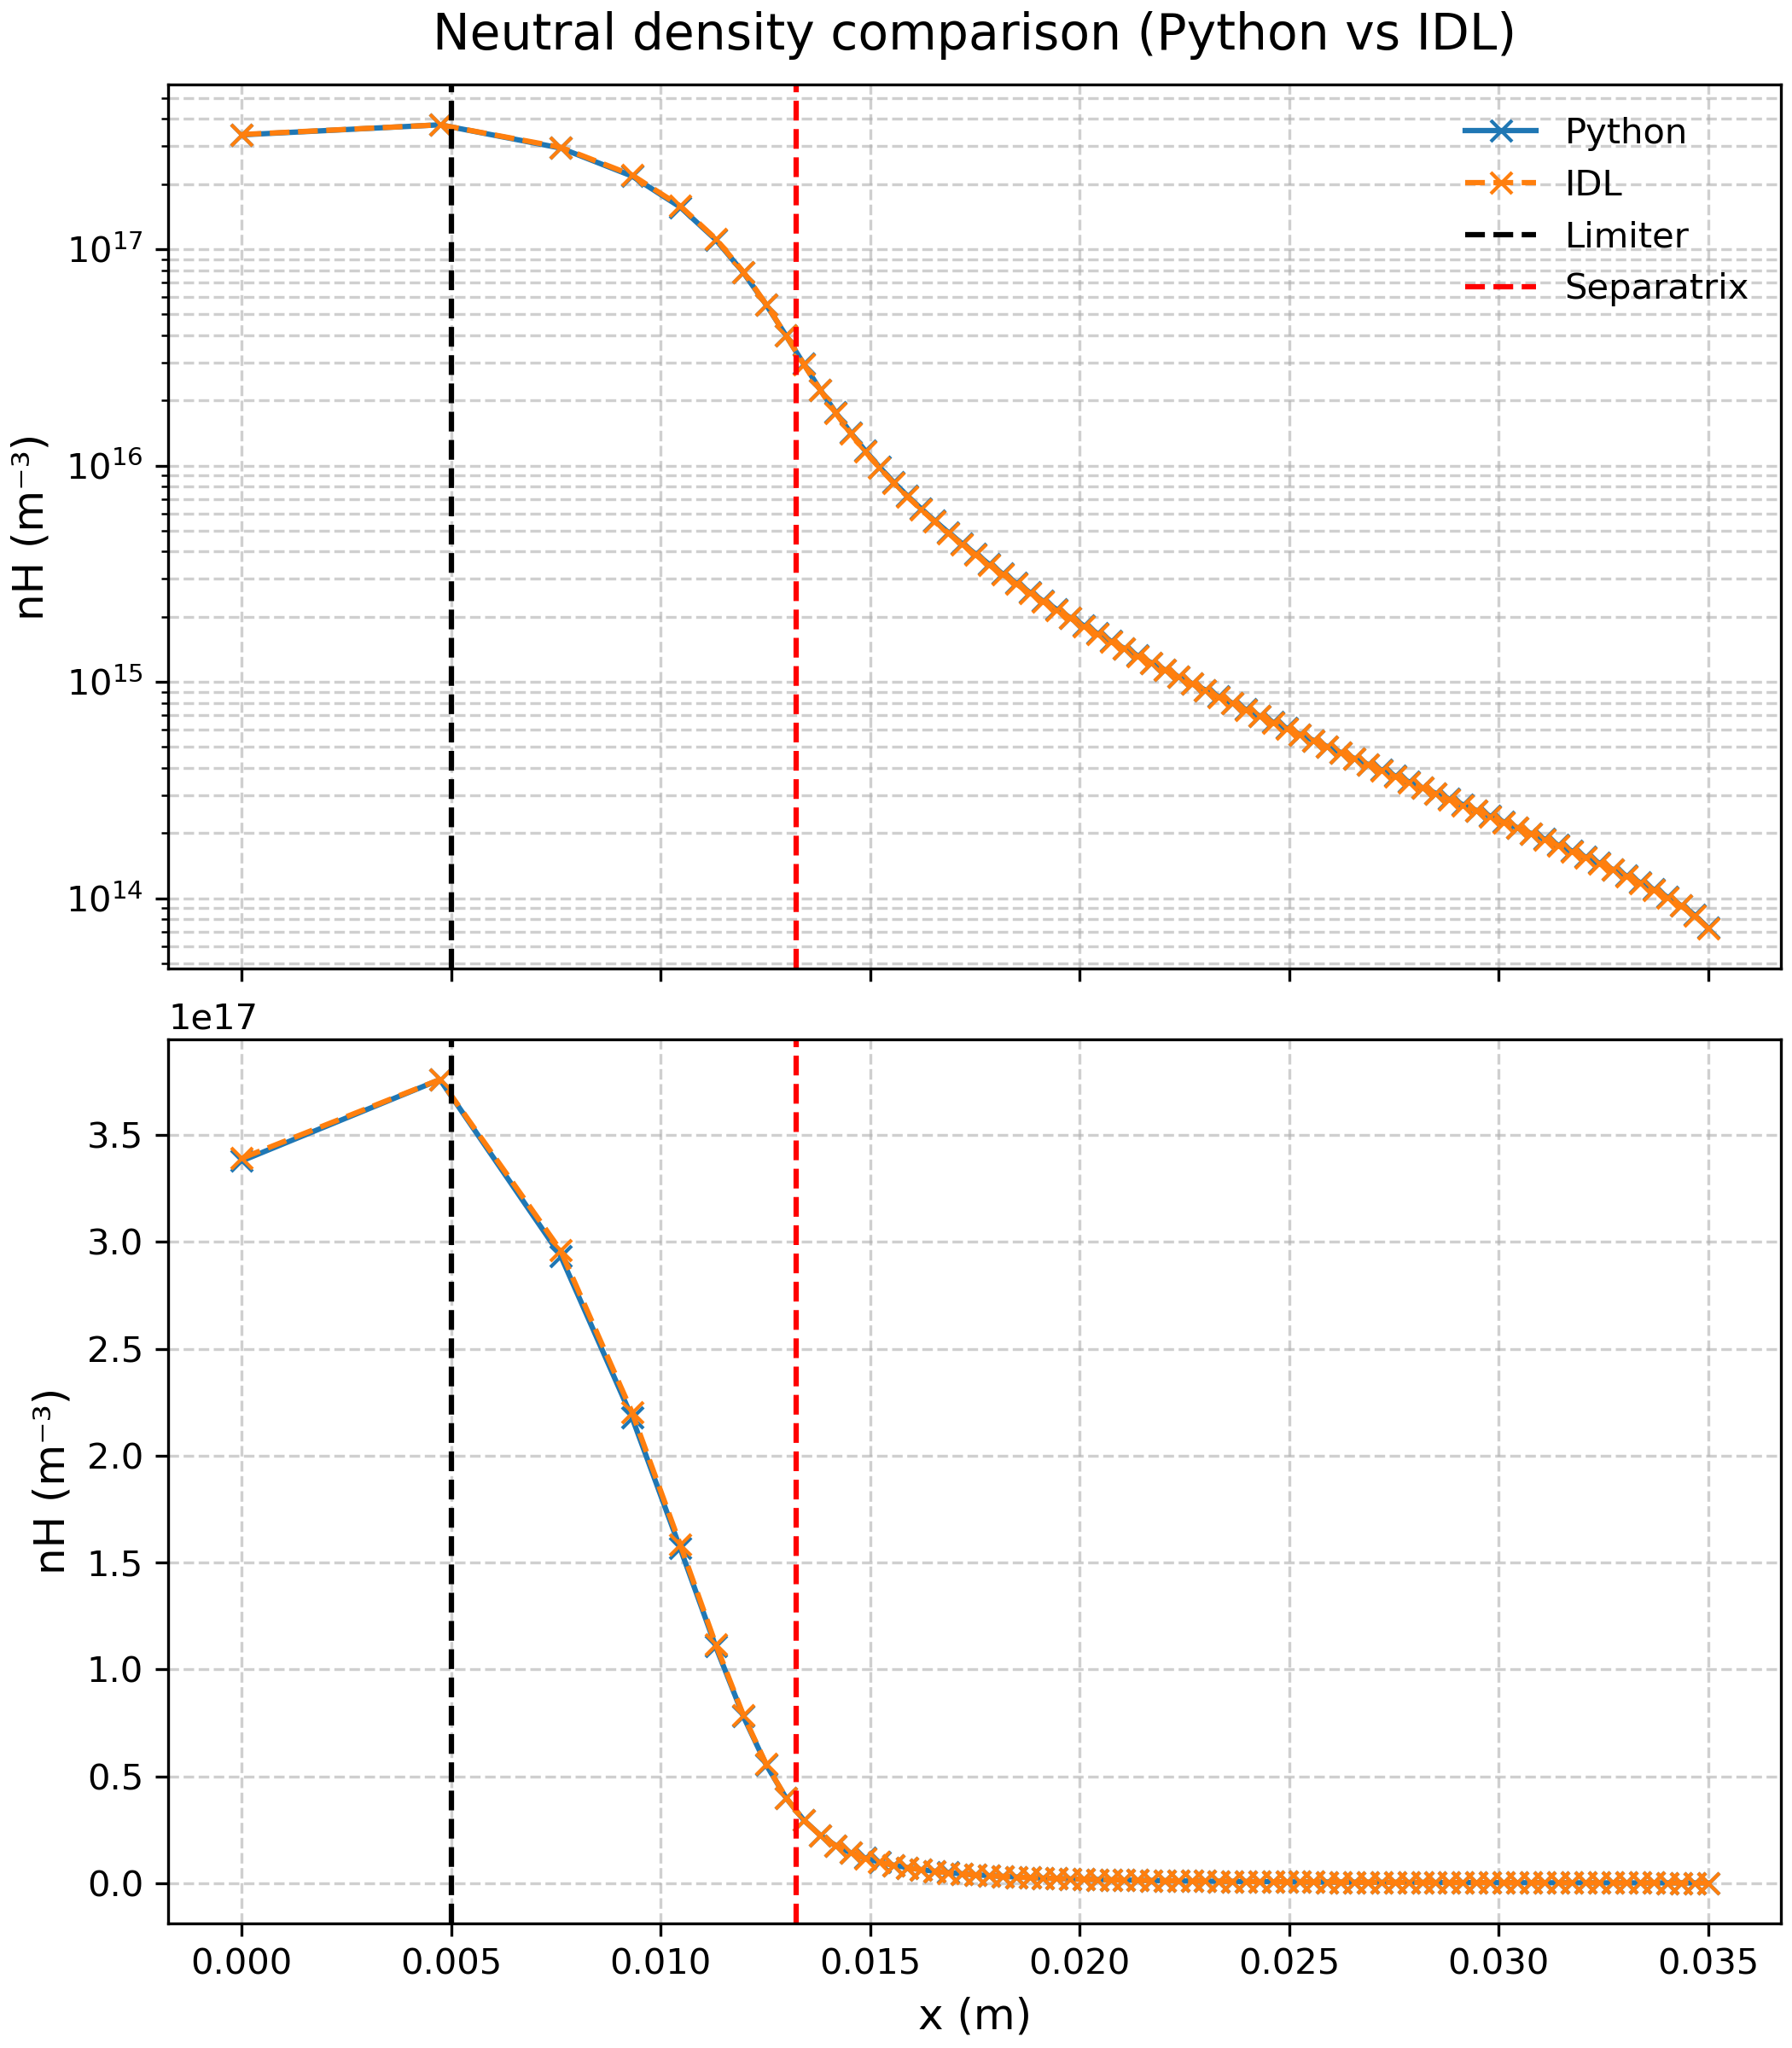 Neutral density comparison (Python vs IDL)
nH (m⁻³)
10¹⁷
10¹⁶
10¹⁵
10¹⁴
Python
IDL
Limiter
Separatrix
1e17
nH (m⁻³)
3.5
3.0
2.5
2.0
1.5
1.0
0.5
0.0
0.000 0.005 0.010 0.015 0.020 0.025 0.030 0.035
x (m)